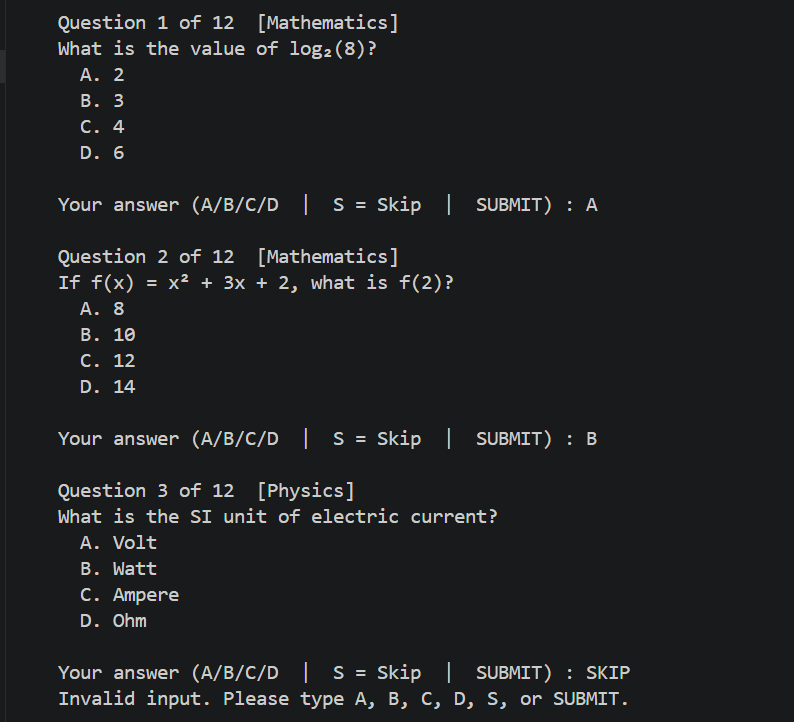 Question 1 of 12  [Mathematics]
What is the value of log₂(8)?
A. 2
B. 3
C. 4
D. 6
Your answer (A/B/C/D  |  S = Skip  |  SUBMIT) : A
Question 2 of 12  [Mathematics]
If f(x) = x² + 3x + 2, what is f(2)?
A. 8
B. 10
C. 12
D. 14
Your answer (A/B/C/D  |  S = Skip  |  SUBMIT) : B
Question 3 of 12  [Physics]
What is the SI unit of electric current?
A. Volt
B. Watt
C. Ampere
D. Ohm
Your answer (A/B/C/D  |  S = Skip  |  SUBMIT) : SKIP
Invalid input. Please type A, B, C, D, S, or SUBMIT.